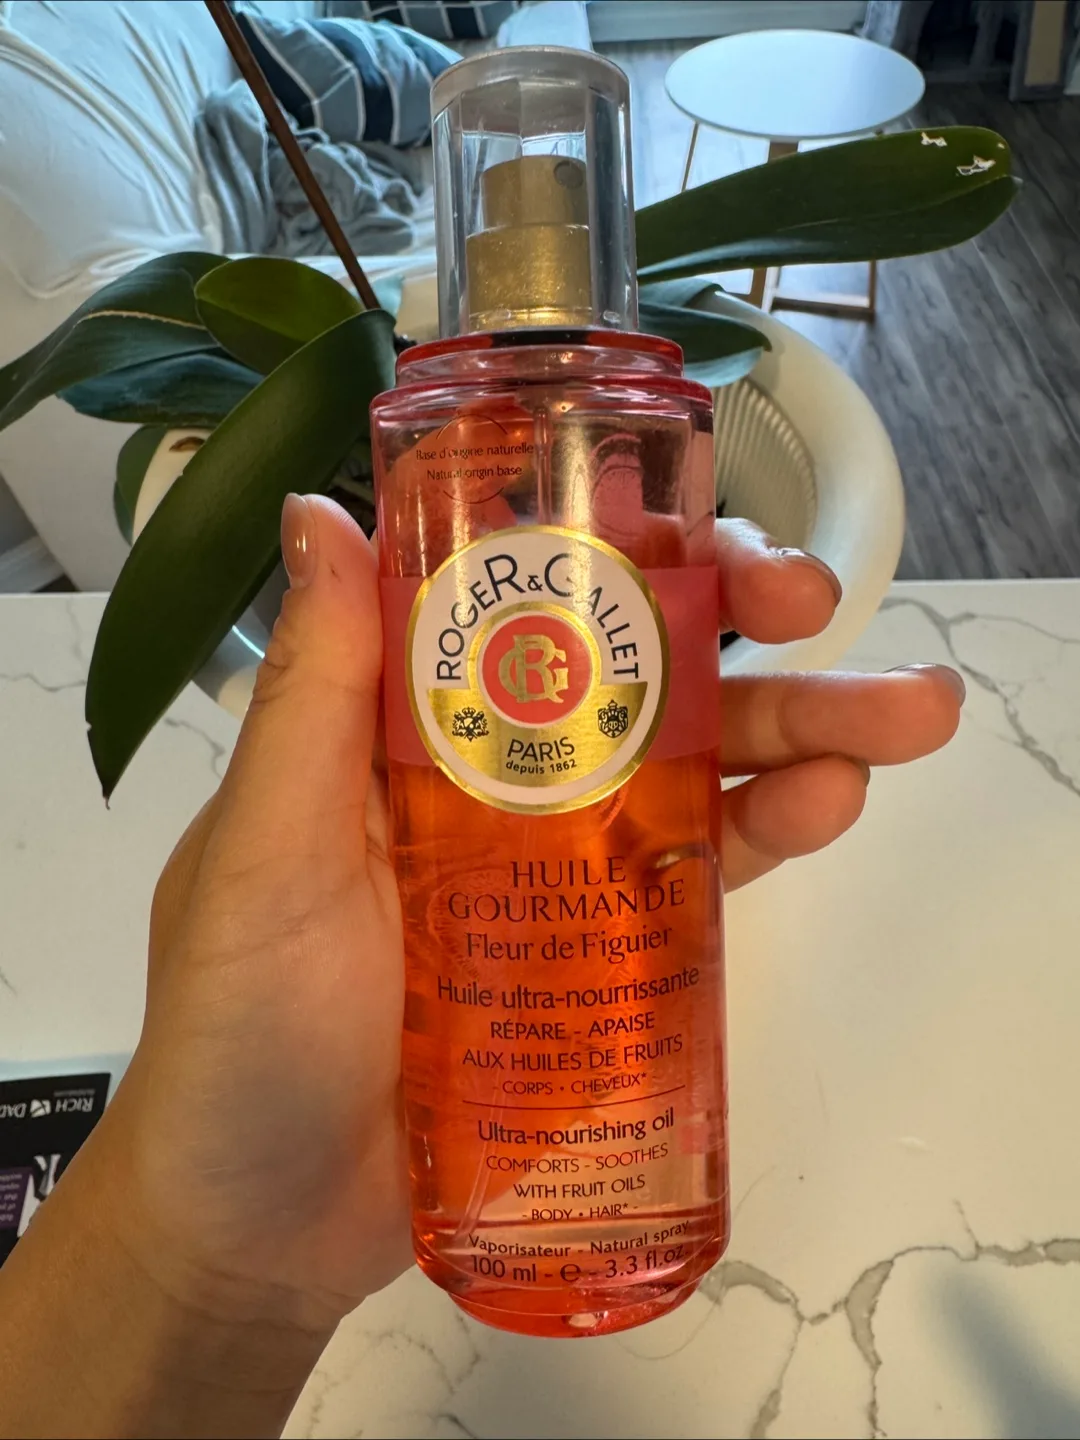 Base d'origine naturelle
Natural origin base
ROGER & GALLET
RG
PARIS
depuis 1862
HUILE
GOURMANDE
Fleur de Figuier
Huile ultra-nourrissante
RÉPARE - APAISE
AUX HUILES DE FRUITS
- CORPS • CHEVEUX* -
Ultra-nourishing oil
COMFORTS - SOOTHES
WITH FRUIT OILS
- BODY • HAIR* -
Vaporisateur - Natural spray
100 ml - e - 3.3 fl.oz.
RICH DAD